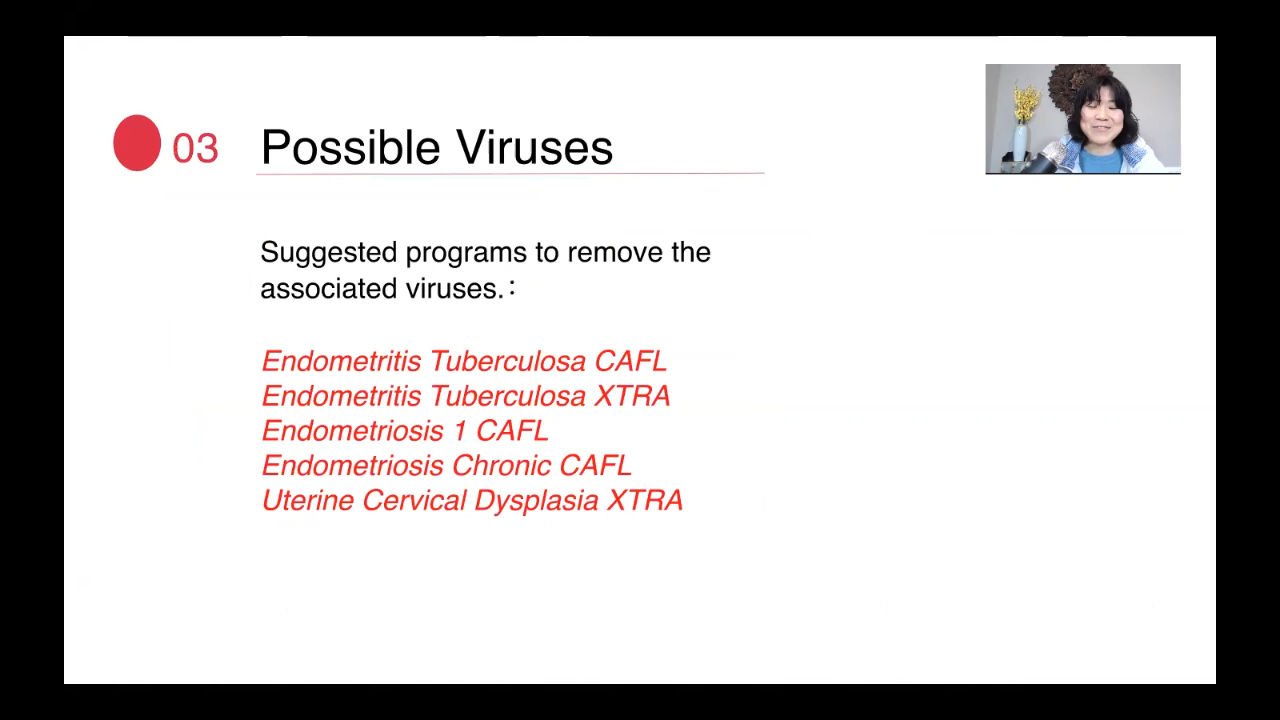 03 Possible Viruses
Suggested programs to remove the
associated viruses.：
Endometritis Tuberculosa CAFL
Endometritis Tuberculosa XTRA
Endometriosis 1 CAFL
Endometriosis Chronic CAFL
Uterine Cervical Dysplasia XTRA